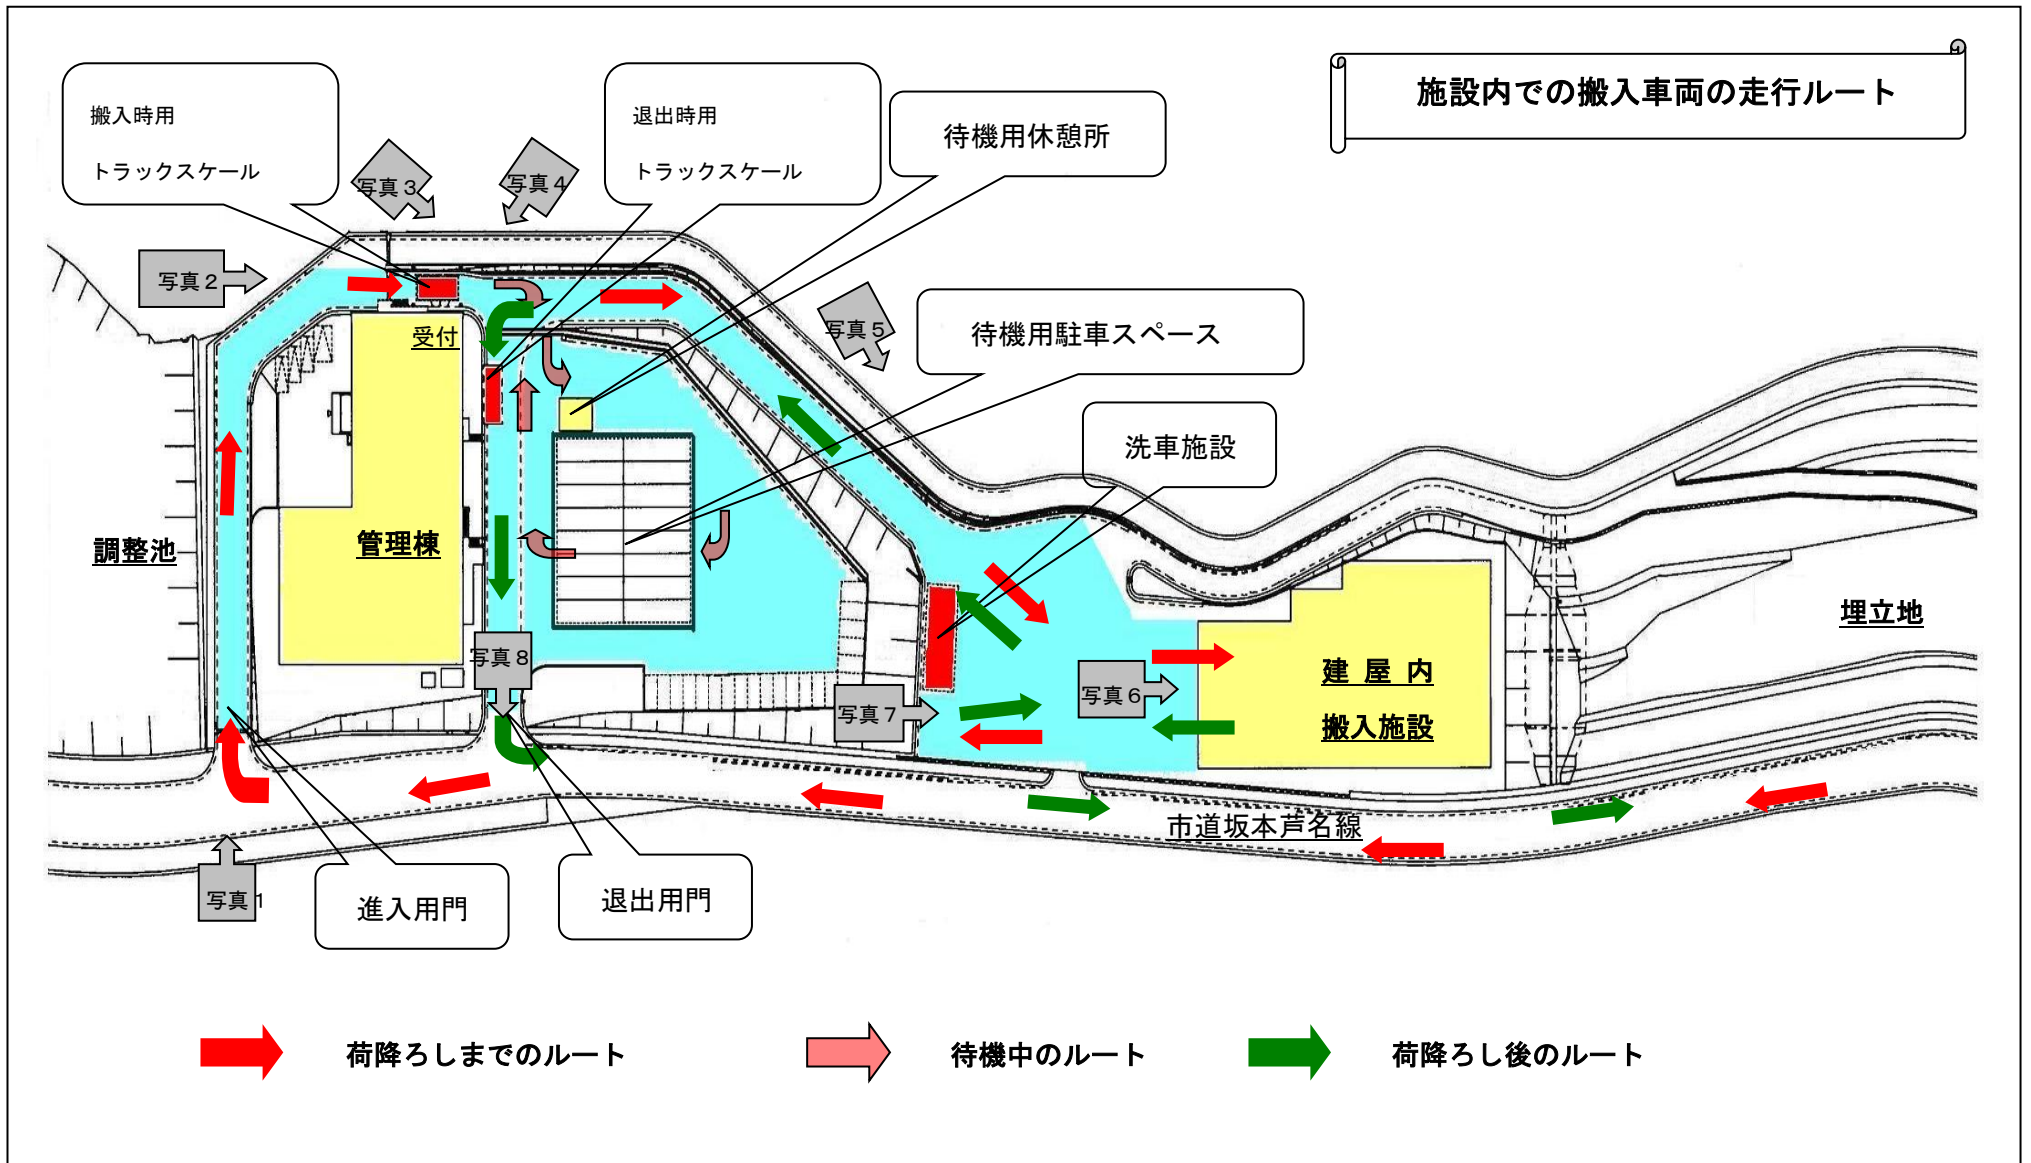 施設内での搬入車両の走行ルート
搬入時用
トラックスケール
退出時用
トラックスケール
待機用休憩所
写真3
写真4
写真2
写真5
待機用駐車スペース
受付
洗車施設
管理棟
調整池
埋立地
写真8
建屋内
搬入施設
写真6
写真7
市道坂本芦名線
写真1
進入用門
退出用門
荷降ろしまでのルート
待機中のルート
荷降ろし後のルート